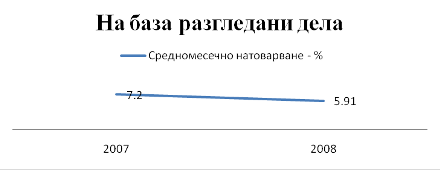 На база разгледани дела
Средномесечно натоварване - %
7.2
5.91
2007
2008